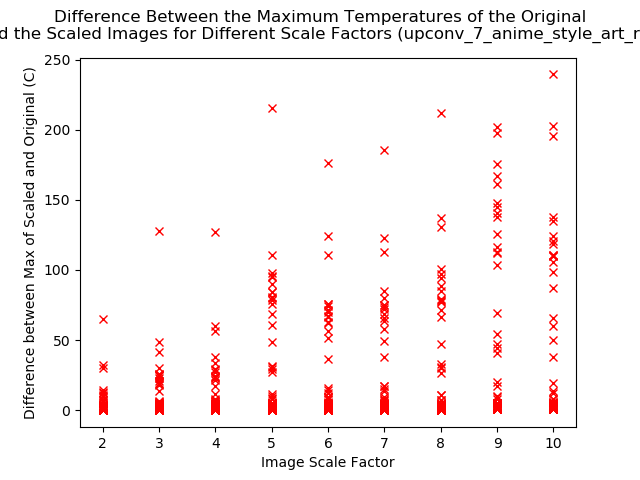 Difference Between the Maximum Temperatures of the Original
d the Scaled Images for Different Scale Factors (upconv_7_anime_style_art_r
Difference between Max of Scaled and Original (C)
250
200
150
100
50
0
2 3 4 5 6 7 8 9 10
Image Scale Factor